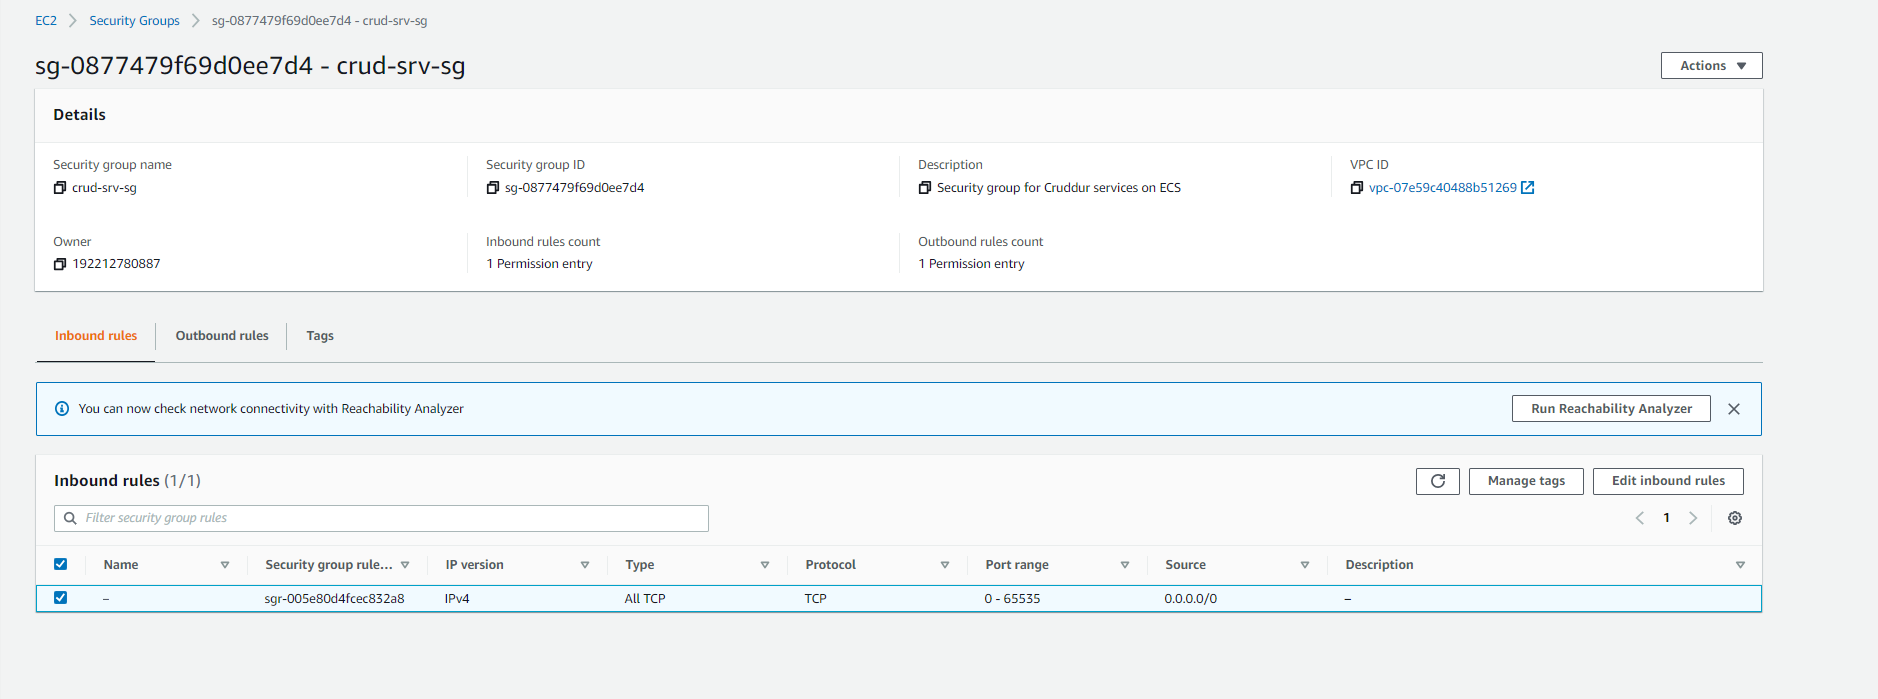 EC2 > Security Groups > sg-0877479f69d0ee7d4 - crud-srv-sg
sg-0877479f69d0ee7d4 - crud-srv-sg
Actions
Details
Security group name
crud-srv-sg
Security group ID
sg-0877479f69d0ee7d4
Description
Security group for Cruddur services on ECS
VPC ID
vpc-07e59c40488b51269
Owner
192212780887
Inbound rules count
1 Permission entry
Outbound rules count
1 Permission entry
Inbound rules
Outbound rules
Tags
You can now check network connectivity with Reachability Analyzer
Run Reachability Analyzer
Inbound rules (1/1)
Manage tags
Edit inbound rules
Filter security group rules
1
Name Security group rule... IP version Type Protocol Port range Source Description
– sgr-005e80d4fcec832a8 IPv4 All TCP TCP 0 - 65535 0.0.0.0/0 –